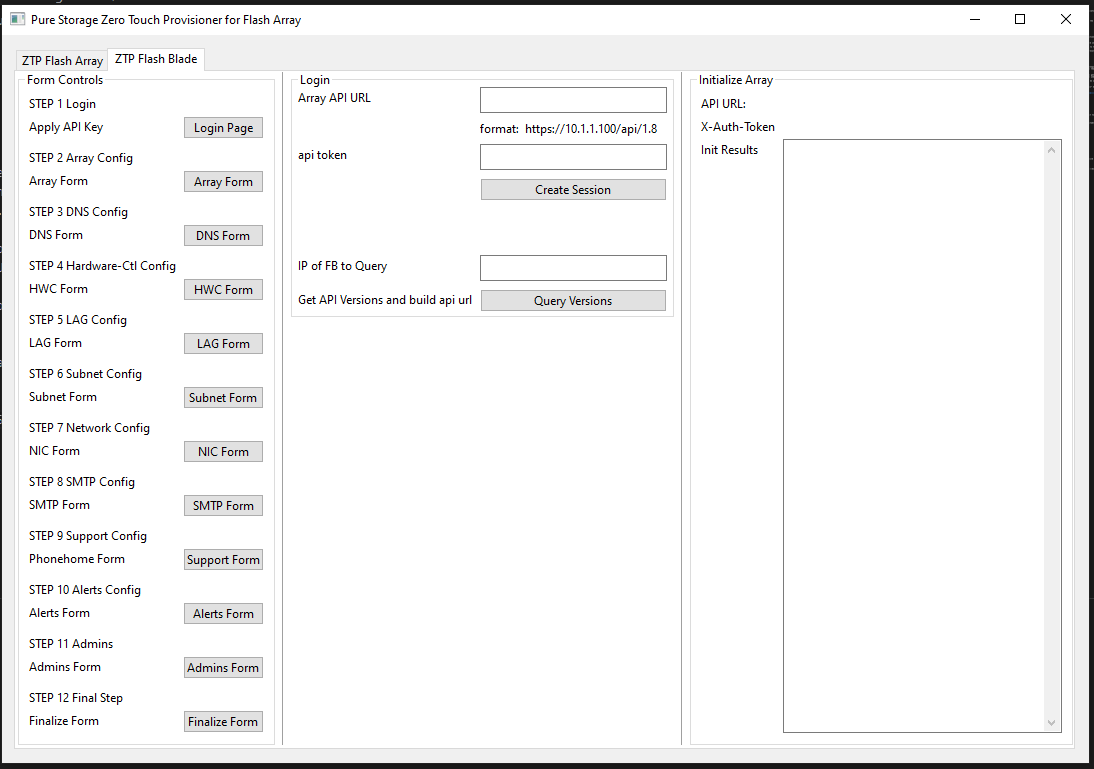 Pure Storage Zero Touch Provisioner for Flash Array
ZTP Flash Array
ZTP Flash Blade
Form Controls
STEP 1 Login
Apply API Key
Login Page
STEP 2 Array Config
Array Form
Array Form
STEP 3 DNS Config
DNS Form
DNS Form
STEP 4 Hardware-Ctl Config
HWC Form
HWC Form
STEP 5 LAG Config
LAG Form
LAG Form
STEP 6 Subnet Config
Subnet Form
Subnet Form
STEP 7 Network Config
NIC Form
NIC Form
STEP 8 SMTP Config
SMTP Form
SMTP Form
STEP 9 Support Config
Phonehome Form
Support Form
STEP 10 Alerts Config
Alerts Form
Alerts Form
STEP 11 Admins
Admins Form
Admins Form
STEP 12 Final Step
Finalize Form
Finalize Form
Login
Array API URL
format: https://10.1.1.100/api/1.8
api token
Create Session
IP of FB to Query
Get API Versions and build api url
Query Versions
Initialize Array
API URL:
X-Auth-Token
Init Results